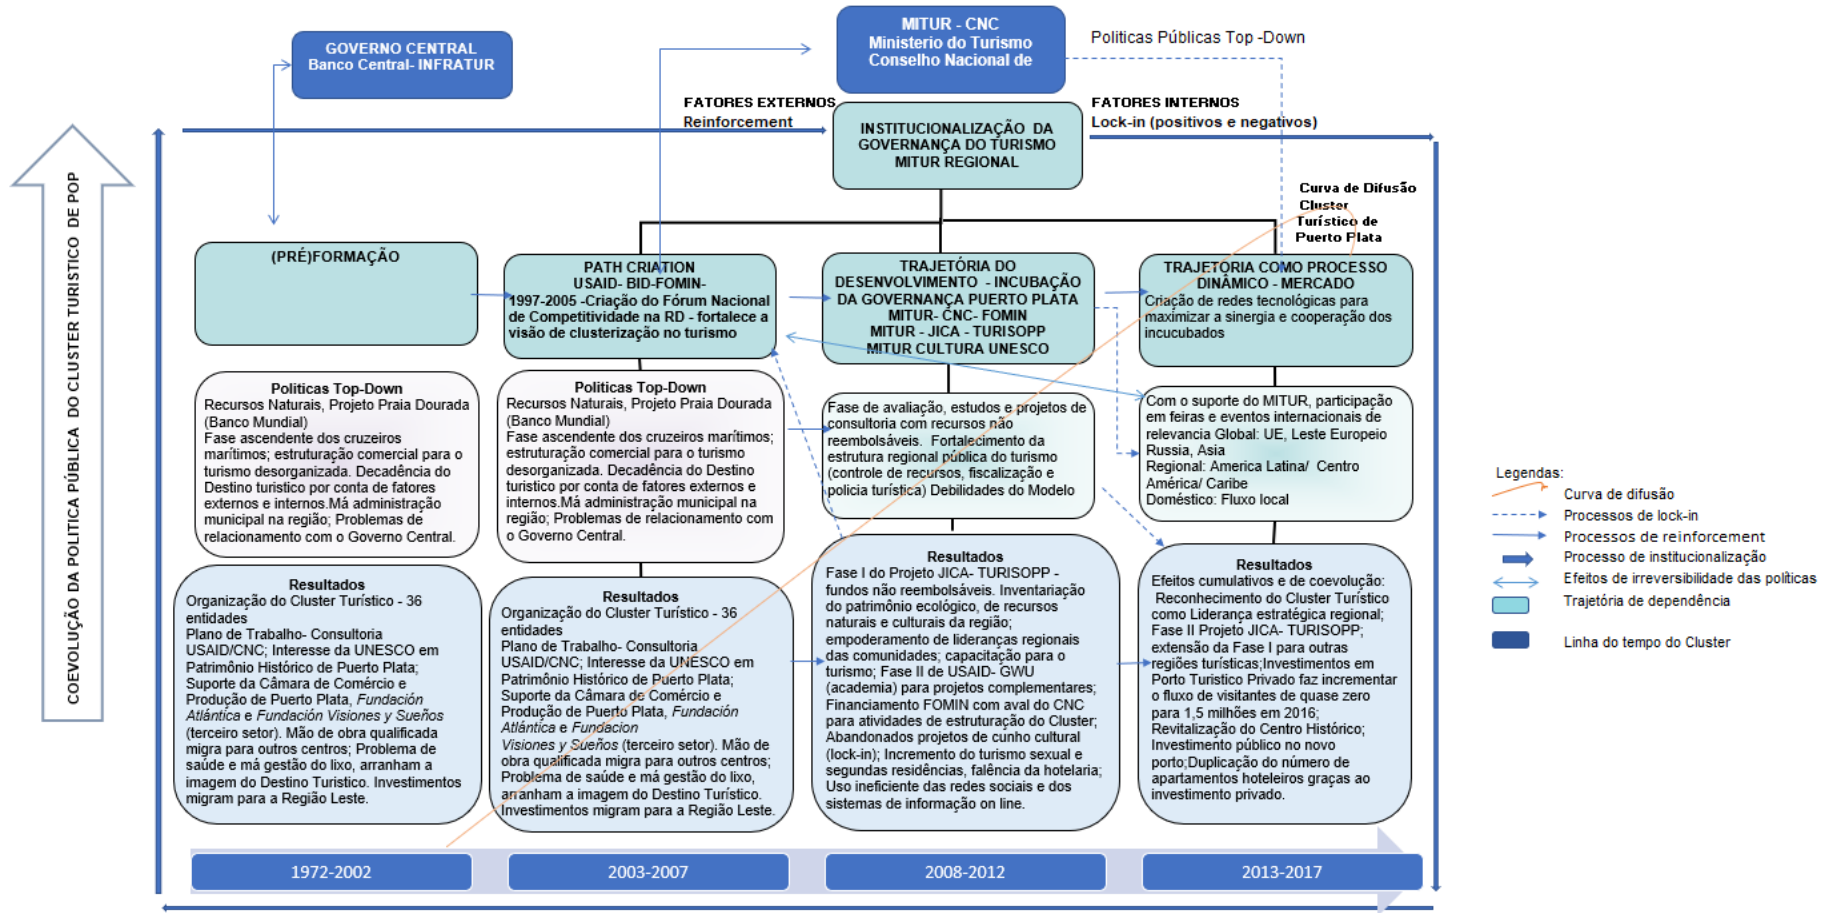 GOVERNO CENTRAL
Banco Central- INFRATUR
MITUR - CNC
Ministerio do Turismo
Conselho Nacional de
Politicas Públicas Top -Down
FATORES EXTERNOS
Reinforcement
FATORES INTERNOS
Lock-in (positivos e negativos)
INSTITUCIONALIZAÇÃO DA
GOVERNANÇA DO TURISMO
MITUR REGIONAL
Curva de Difusão
Cluster
Turístico de
Puerto Plata
COEVOLUÇÃO DA POLITICA PÚBLICA DO CLUSTER TURISTICO DE POP
(PRÉ)FORMAÇÃO
PATH CRIATION
USAID- BID-FOMIN-
1997-2005 -Criação do Fórum Nacional
de Competitividade na RD - fortalece a
visão de clusterização no turismo
TRAJETÓRIA DO
DESENVOLVIMENTO - INCUBAÇÃO
DA GOVERNANÇA PUERTO PLATA
MITUR- CNC- FOMIN
MITUR - JICA - TURISOPP
MITUR CULTURA UNESCO
TRAJETÓRIA COMO PROCESSO
DINÂMICO - MERCADO
Criação de redes tecnológicas para
maximizar a sinergia e cooperação dos
incucubados
Politicas Top-Down
Recursos Naturais, Projeto Praia Dourada
(Banco Mundial)
Fase ascendente dos cruzeiros
marítimos; estruturação comercial para o
turismo desorganizada. Decadência do
Destino turistico por conta de fatores
externos e internos.Má administração
municipal na região; Problemas de
relacionamento com o Governo Central.
Politicas Top-Down
Recursos Naturais, Projeto Praia Dourada
(Banco Mundial)
Fase ascendente dos cruzeiros marítimos;
estruturação comercial para o turismo
desorganizada. Decadência do Destino
turistico por conta de fatores externos e
internos.Má administração municipal na
região; Problemas de relacionamento com
o Governo Central.
Fase de avaliação, estudos e projetos de
consultoria com recursos não
reembolsáveis. Fortalecimento da
estrutura regional pública do turismo
(controle de recursos, fiscalização e
policia turística) Debilidades do Modelo
Com o suporte do MITUR, participação
em feiras e eventos internacionais de
relevancia Global: UE, Leste Europeio
Russia, Asia
Regional: America Latina/ Centro
América/ Caribe
Doméstico: Fluxo local
Resultados
Organização do Cluster Turístico - 36
entidades
Plano de Trabalho- Consultoria
USAID/CNC; Interesse da UNESCO em
Patrimônio Histórico de Puerto Plata;
Suporte da Câmara de Comércio e
Produção de Puerto Plata, Fundación
Atlántica e Fundación Visiones y Sueños
(terceiro setor). Mão de obra qualificada
migra para outros centros; Problema de
saúde e má gestão do lixo, arranham a
imagem do Destino Turistico. Investimentos
migram para a Região Leste.
Resultados
Organização do Cluster Turístico - 36
entidades
Plano de Trabalho- Consultoria
USAID/CNC; Interesse da UNESCO em
Patrimônio Histórico de Puerto Plata;
Suporte da Câmara de Comércio e
Produção de Puerto Plata, Fundación
Atlántica e Fundacion
Visiones y Sueños (terceiro setor). Mão de
obra qualificada migra para outros centros;
Problema de saúde e má gestão do lixo,
arranham a imagem do Destino Turístico.
Investimentos migram para a Região Leste.
Resultados
Fase I do Projeto JICA- TURISOPP -
fundos não reembolsáveis. Inventariação
do patrimônio ecológico, de recursos
naturais e culturais da região;
empoderamento de lideranças regionais
das comunidades; capacitação para o
turismo; Fase II de USAID- GWU
(academia) para projetos complementares;
Financiamento FOMIN com aval do CNC
para atividades de estruturação do Cluster;
Abandonados projetos de cunho cultural
(lock-in); Incremento do turismo sexual e
segundas residências, falência da hotelaria;
Uso ineficiente das redes sociais e dos
sistemas de informação on line.
Resultados
Efeitos cumulativos e de coevolução:
Reconhecimento do Cluster Turístico
como Liderança estratégica regional;
Fase II Projeto JICA- TURISOPP;
extensão da Fase I para outras
regiões turísticas;Investimentos em
Porto Turistico Privado faz incrementar
o fluxo de visitantes de quase zero
para 1,5 milhões em 2016;
Revitalização do Centro Histórico;
Investimento público no novo
porto;Duplicação do número de
apartamentos hoteleiros graças ao
investimento privado.
1972-2002
2003-2007
2008-2012
2013-2017
Legendas:
Curva de difusão
Processos de lock-in
Processos de reinforcement
Processo de institucionalização
Efeitos de irreversibilidade das políticas
Trajetória de dependência
Linha do tempo do Cluster